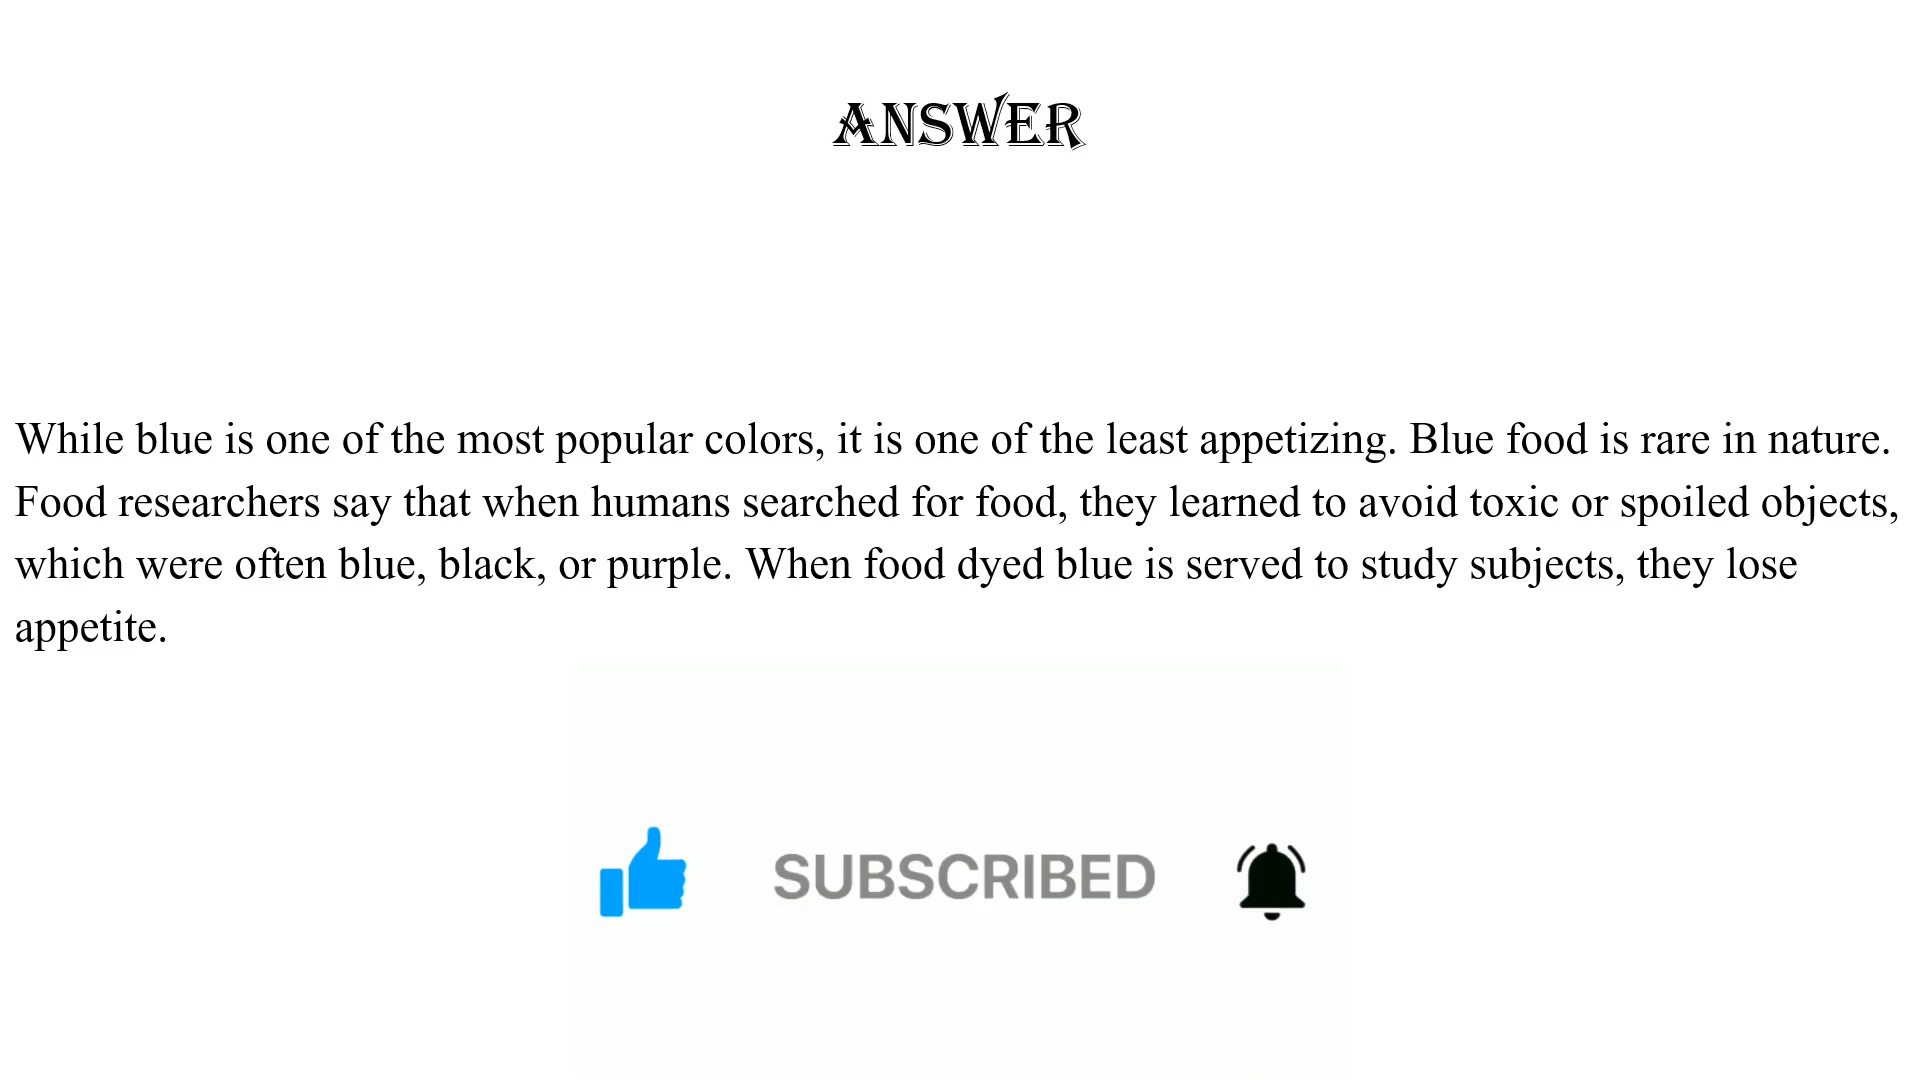 ANSWER
While blue is one of the most popular colors, it is one of the least appetizing. Blue food is rare in nature.
Food researchers say that when humans searched for food, they learned to avoid toxic or spoiled objects,
which were often blue, black, or purple. When food dyed blue is served to study subjects, they lose
appetite.
SUBSCRIBED